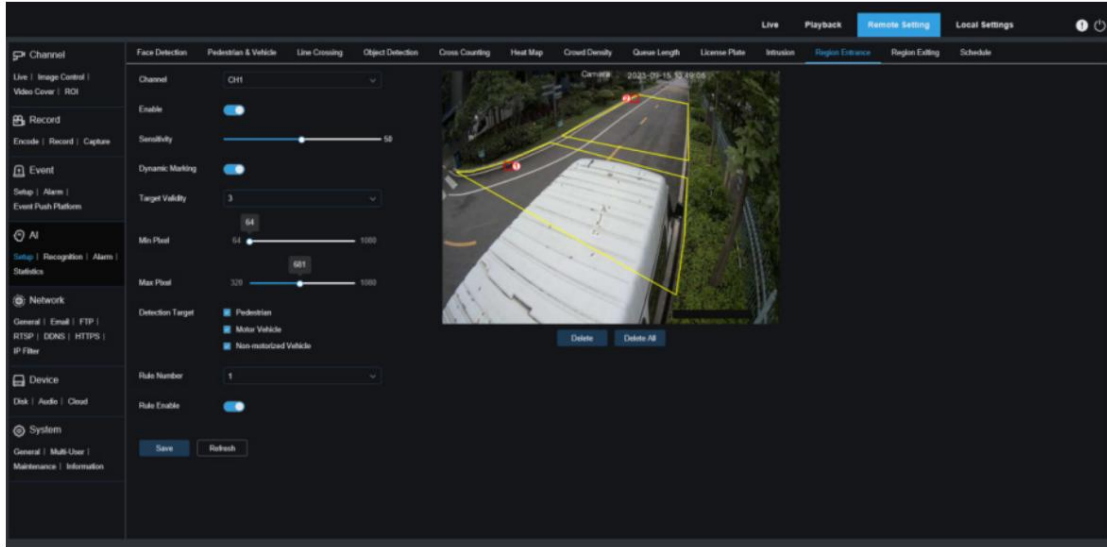 Live Playback Remote Setting Local Settings
Channel
Live | Image Control |
Video Cover | ROI
Record
Encode | Record | Capture
Event
Setup | Alarm |
Event Push Platform
AI
Setup | Recognition | Alarm |
Statistics
Network
General | Email | FTP |
RTSP | DDNS | HTTPS |
IP Filter
Device
Disk | Audio | Cloud
System
General | Multi-User |
Maintenance | Information
Face Detection Pedestrian & Vehicle Line Crossing Object Detection Cross Counting Heat Map Crowd Density Queue Length License Plate Intrusion Region Entrance Region Exiting Schedule
Channel CH1
Enable
Sensitivity 50
Dynamic Marking
Target Validity 3
64
Min Pixel 64 1080
681
Max Pixel 320 1080
Detection Target Pedestrian
Motor Vehicle
Non-motorized Vehicle
Rule Number 1
Rule Enable
Save Refresh
Camera
1
2
Delete Delete All